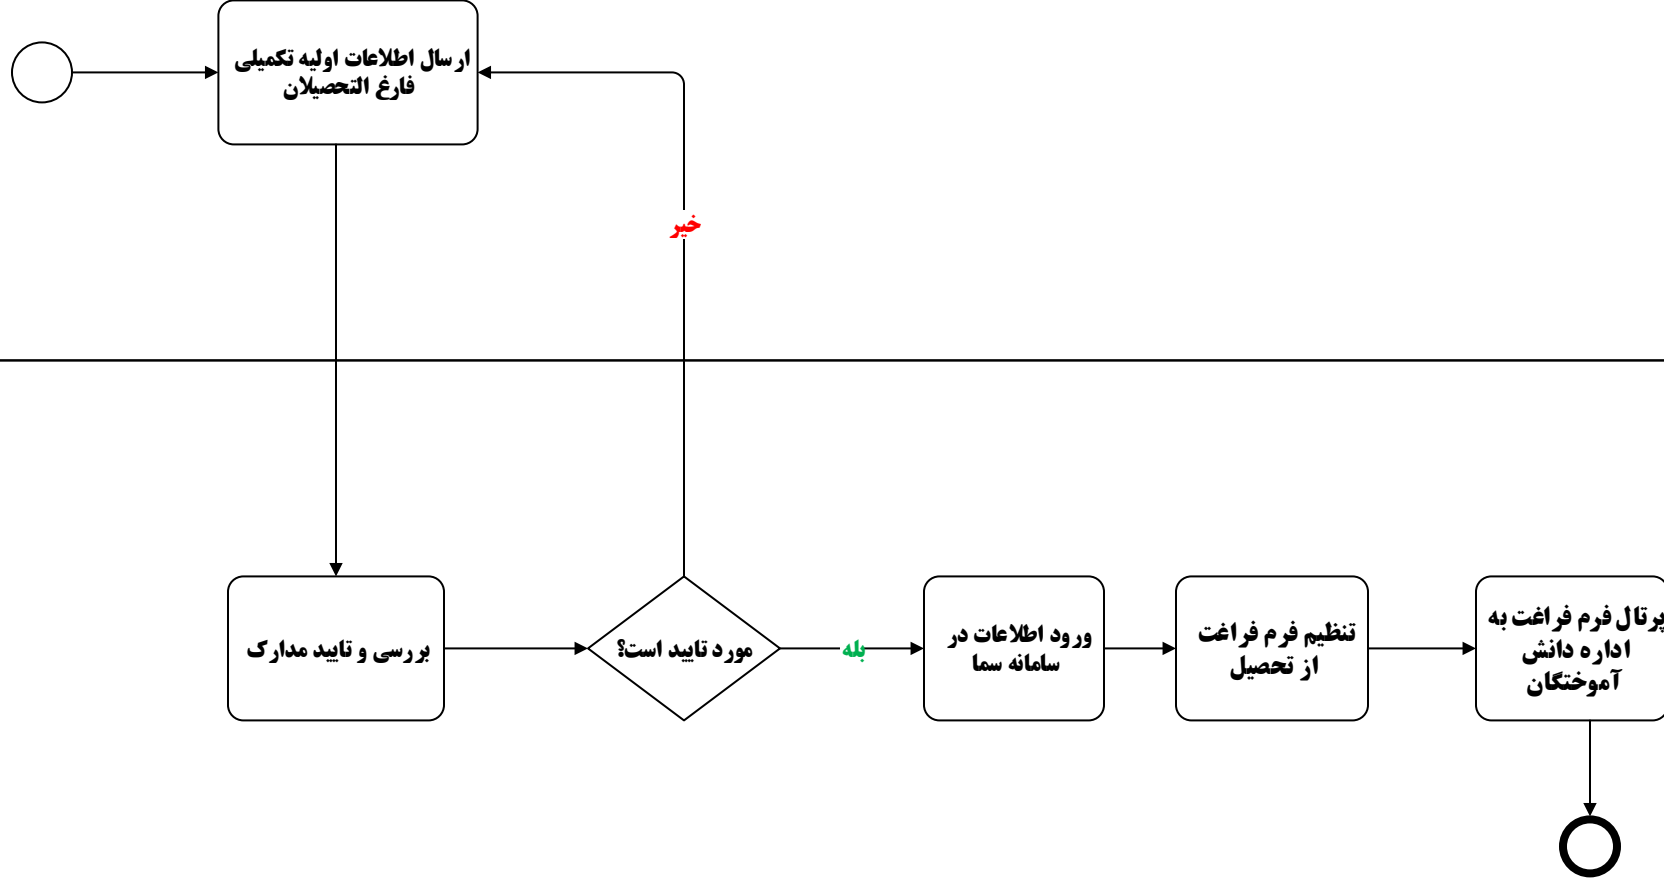 ارسال اطلاعات اولیه تکمیلی
فارغ التحصیلان
خیر
بررسی و تایید مدارک
مورد تایید است؟
بله
ورود اطلاعات در
سامانه سما
تنظیم فرم فراغت
از تحصیل
پرتال فرم فراغت به
اداره دانش
آموختگان